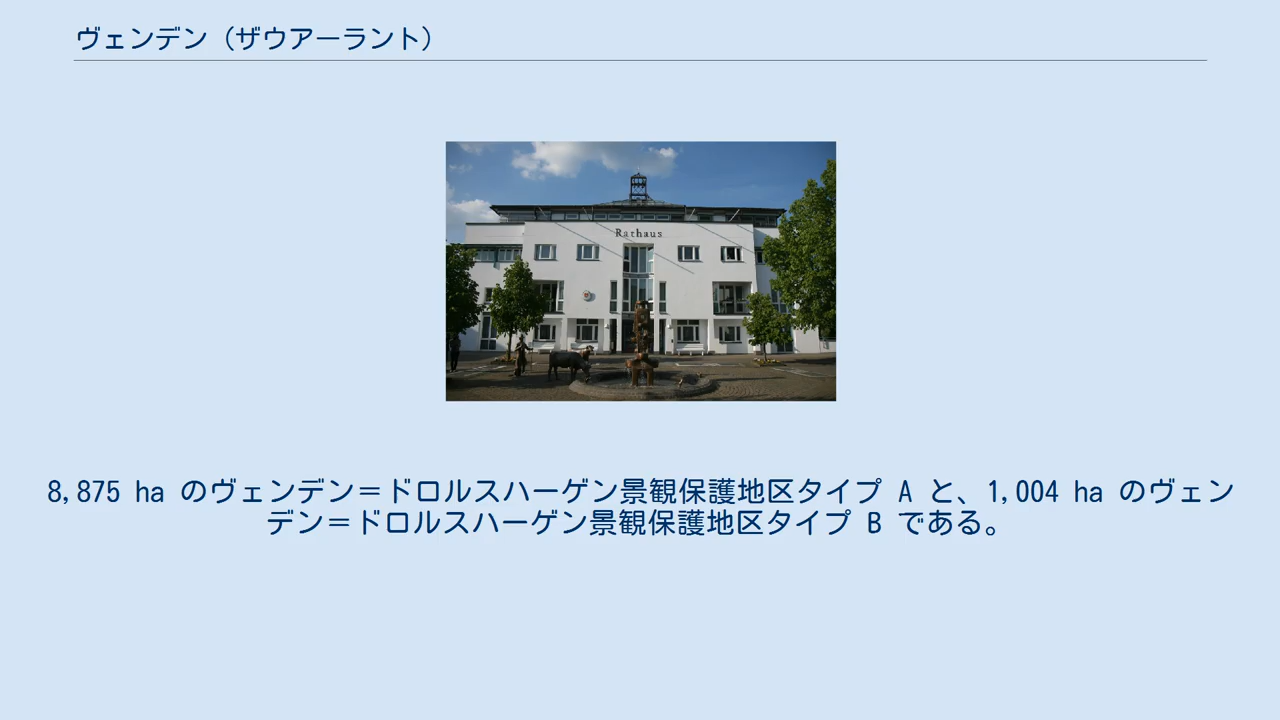 ヴェンデン（ザウアーラント）
Rathaus
8,875 ha のヴェンデン＝ドロルスハーゲン景観保護地区タイプ A と、1,004 ha のヴェン
デン＝ドロルスハーゲン景観保護地区タイプ B である。